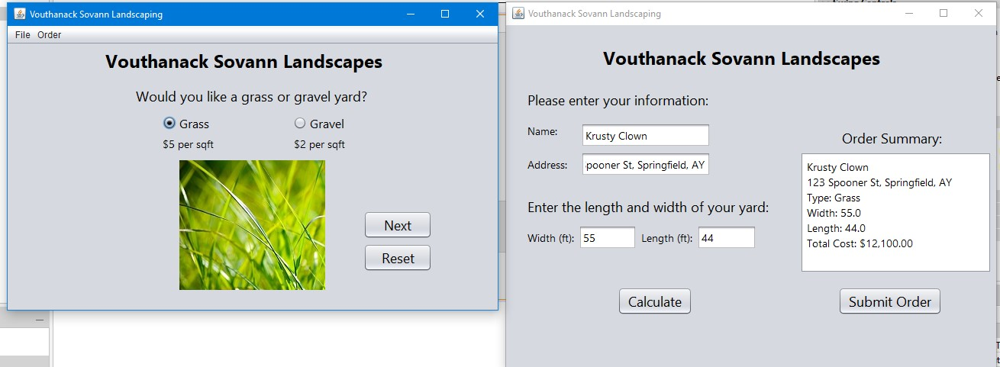 Vouthanack Sovann Landscaping
File Order
Vouthanack Sovann Landscapes
Would you like a grass or gravel yard?
Grass Gravel
$5 per sqft $2 per sqft
Next
Reset
Vouthanack Sovann Landscaping
Vouthanack Sovann Landscapes
Please enter your information:
Name: Krusty Clown
Address: pooner St, Springfield, AY
Enter the length and width of your yard:
Width (ft): 55 Length (ft): 44
Calculate
Order Summary:
Krusty Clown
123 Spooner St, Springfield, AY
Type: Grass
Width: 55.0
Length: 44.0
Total Cost: $12,100.00
Submit Order